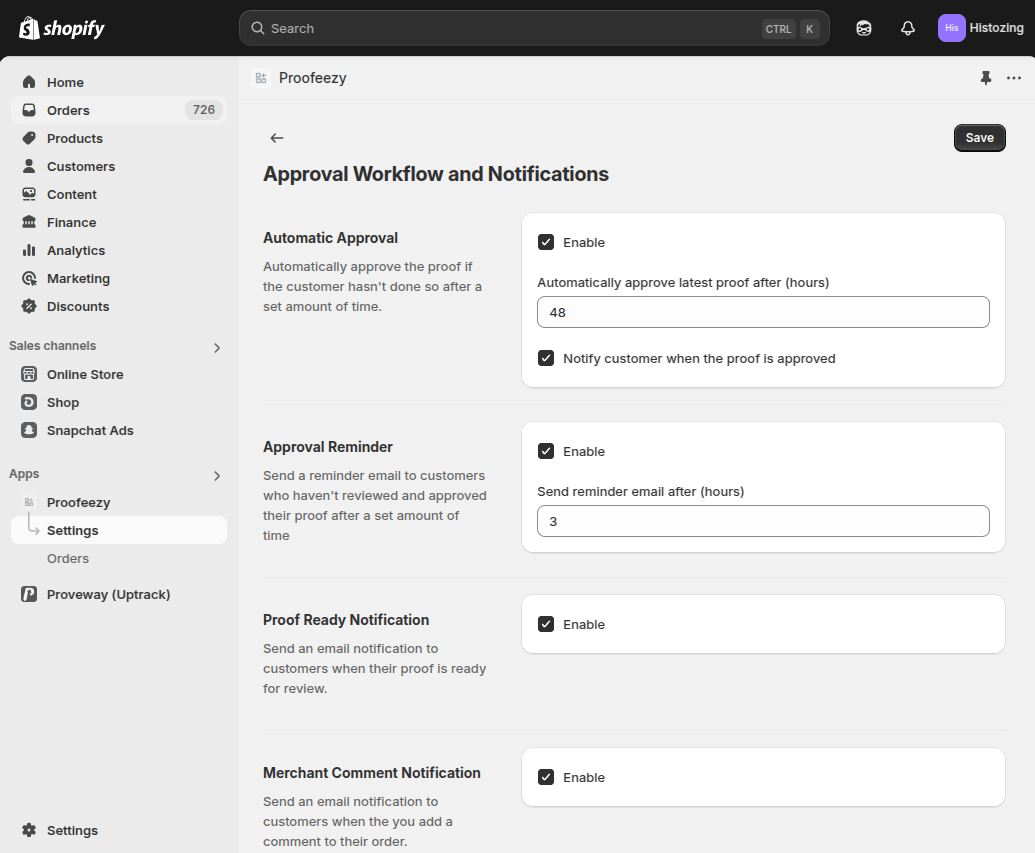 shopify
Search
CTRL K
His
Histozing
Home
Orders 726
Products
Customers
Content
Finance
Analytics
Marketing
Discounts
Sales channels
Online Store
Shop
Snapchat Ads
Apps
Proofeezy
Settings
Orders
Proveway (Uptrack)
Settings
Proofeezy
Save
Approval Workflow and Notifications
Automatic Approval
Automatically approve the proof if
the customer hasn't done so after a
set amount of time.
Enable
Automatically approve latest proof after (hours)
48
Notify customer when the proof is approved
Approval Reminder
Send a reminder email to customers
who haven't reviewed and approved
their proof after a set amount of
time
Enable
Send reminder email after (hours)
3
Proof Ready Notification
Send an email notification to
customers when their proof is ready
for review.
Enable
Merchant Comment Notification
Send an email notification to
customers when the you add a
comment to their order.
Enable